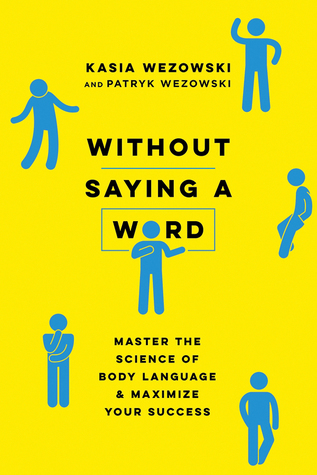 KASIA WEZOWSKI
AND PATRYK WEZOWSKI
WITHOUT
SAYING A
WORD
MASTER THE
SCIENCE OF
BODY LANGUAGE
& MAXIMIZE
YOUR SUCCESS